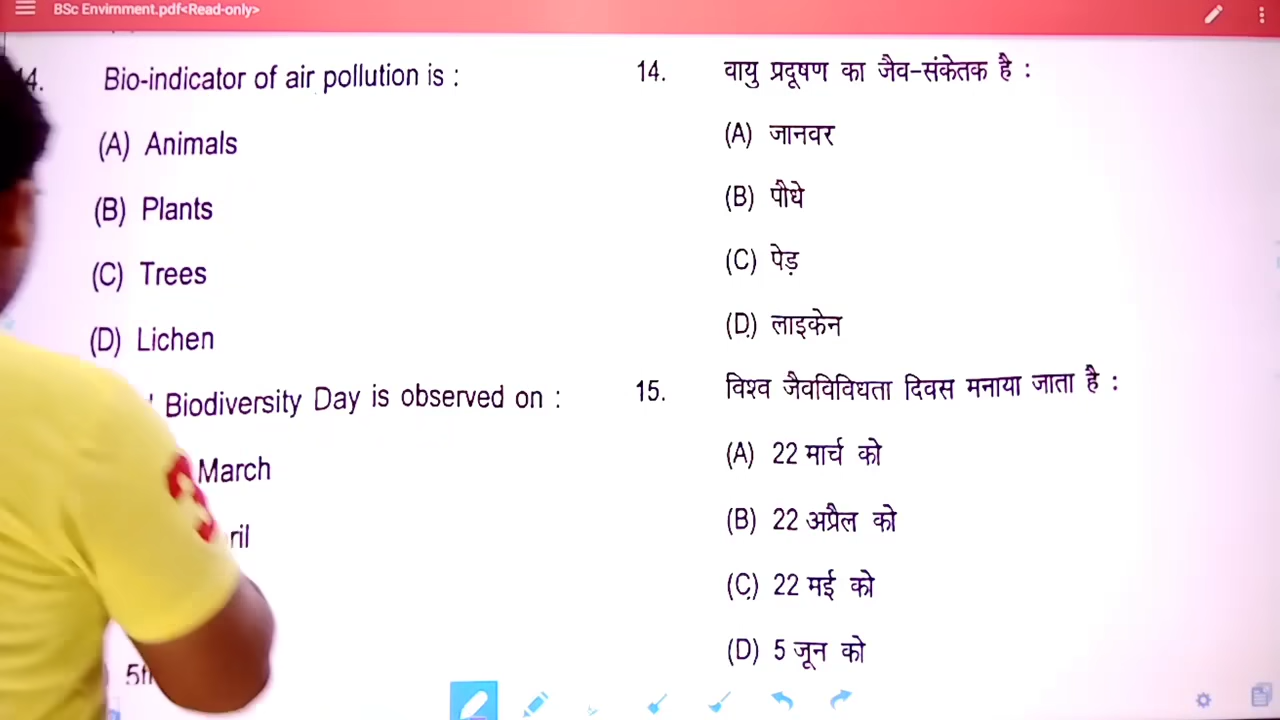 BSc Envirnment.pdf<Read-only>
14. Bio-indicator of air pollution is :
(A) Animals
(B) Plants
(C) Trees
(D) Lichen
Biodiversity Day is observed on :
March
14. वायु प्रदूषण का जैव-संकेतक है :
(A) जानवर
(B) पौधे
(C) पेड़
(D) लाइकेन
15. विश्व जैवविविधता दिवस मनाया जाता है :
(A) 22 मार्च को
(B) 22 अप्रैल को
(C) 22 मई को
(D) 5 जून को